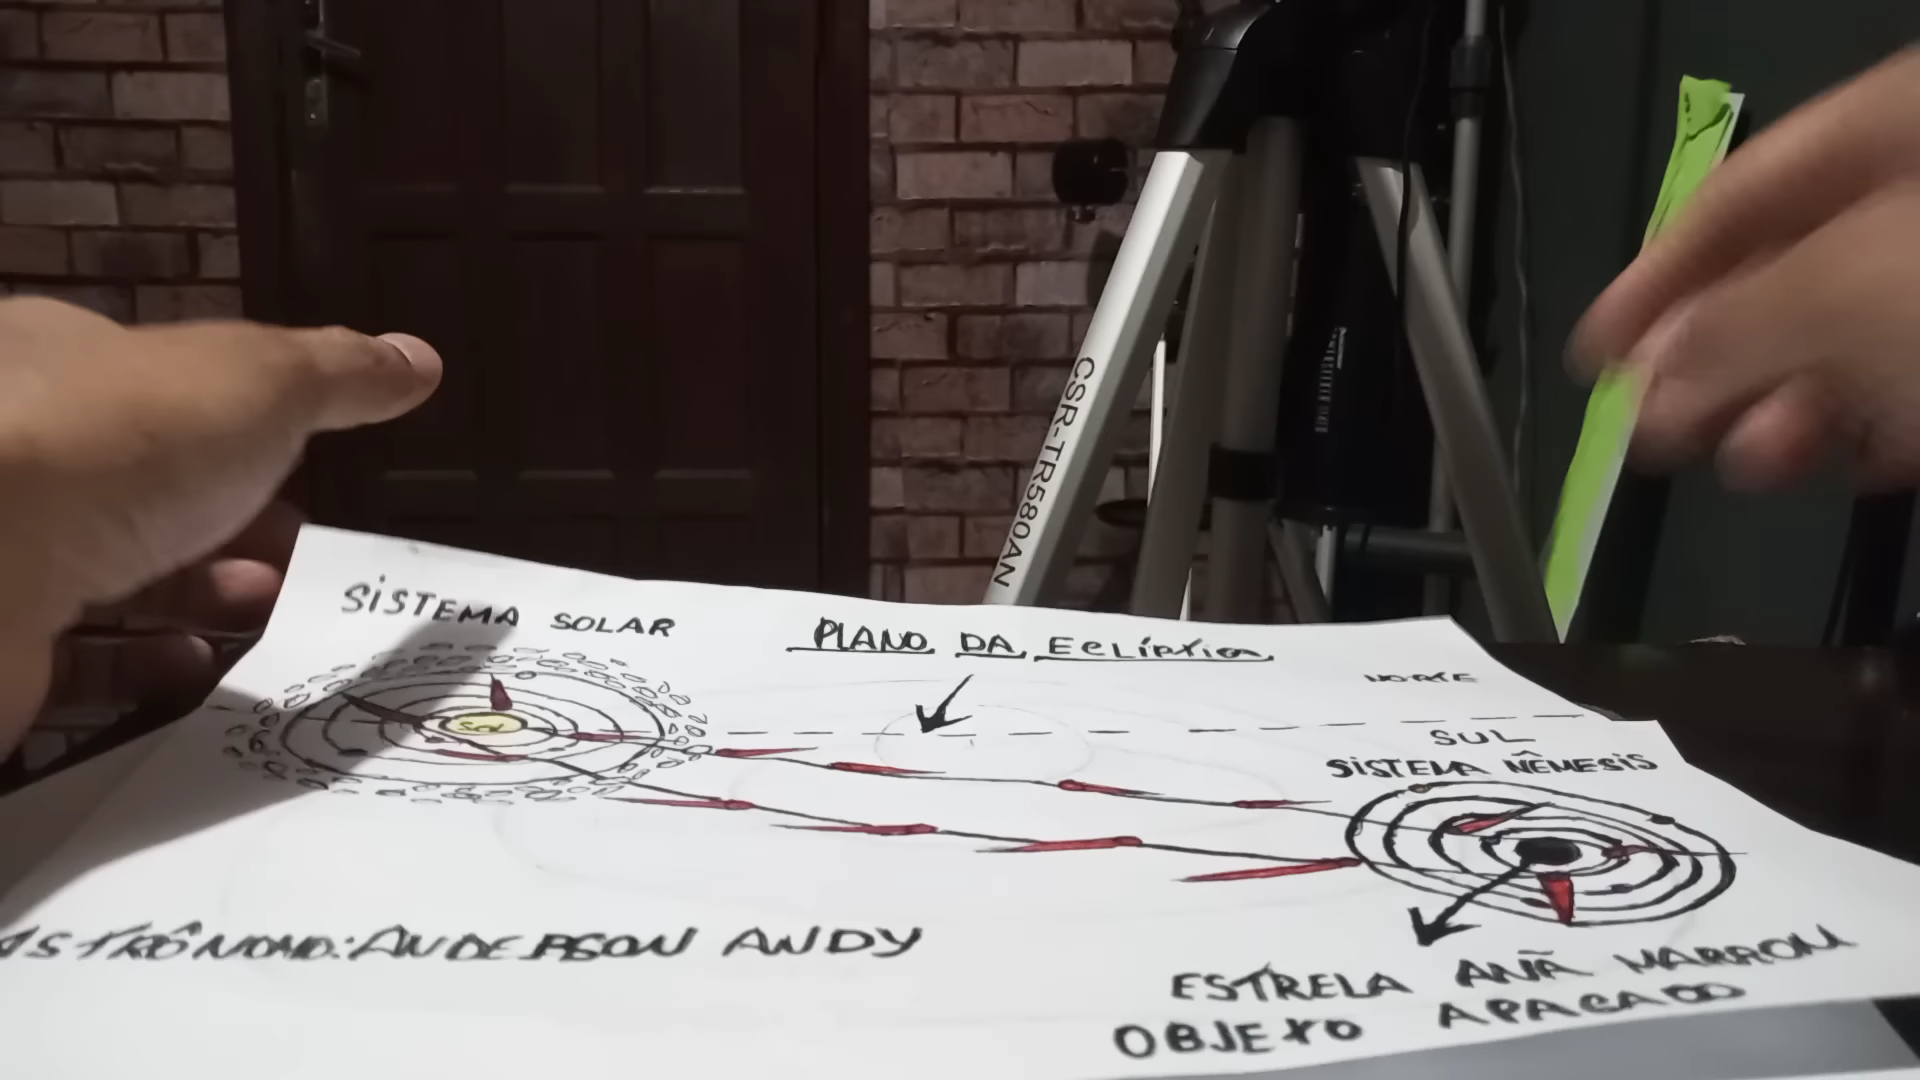 CSR-TR580AN
SISTEMA SOLAR
PLANO DA ECLÍPTICA
NORTE
SUL
SISTEMA NÊMESIS
Sol
ASTRÔNOMO: ANDERSON ANDY
ESTRELA ANÃ MARROM
OBJETO APAGADO